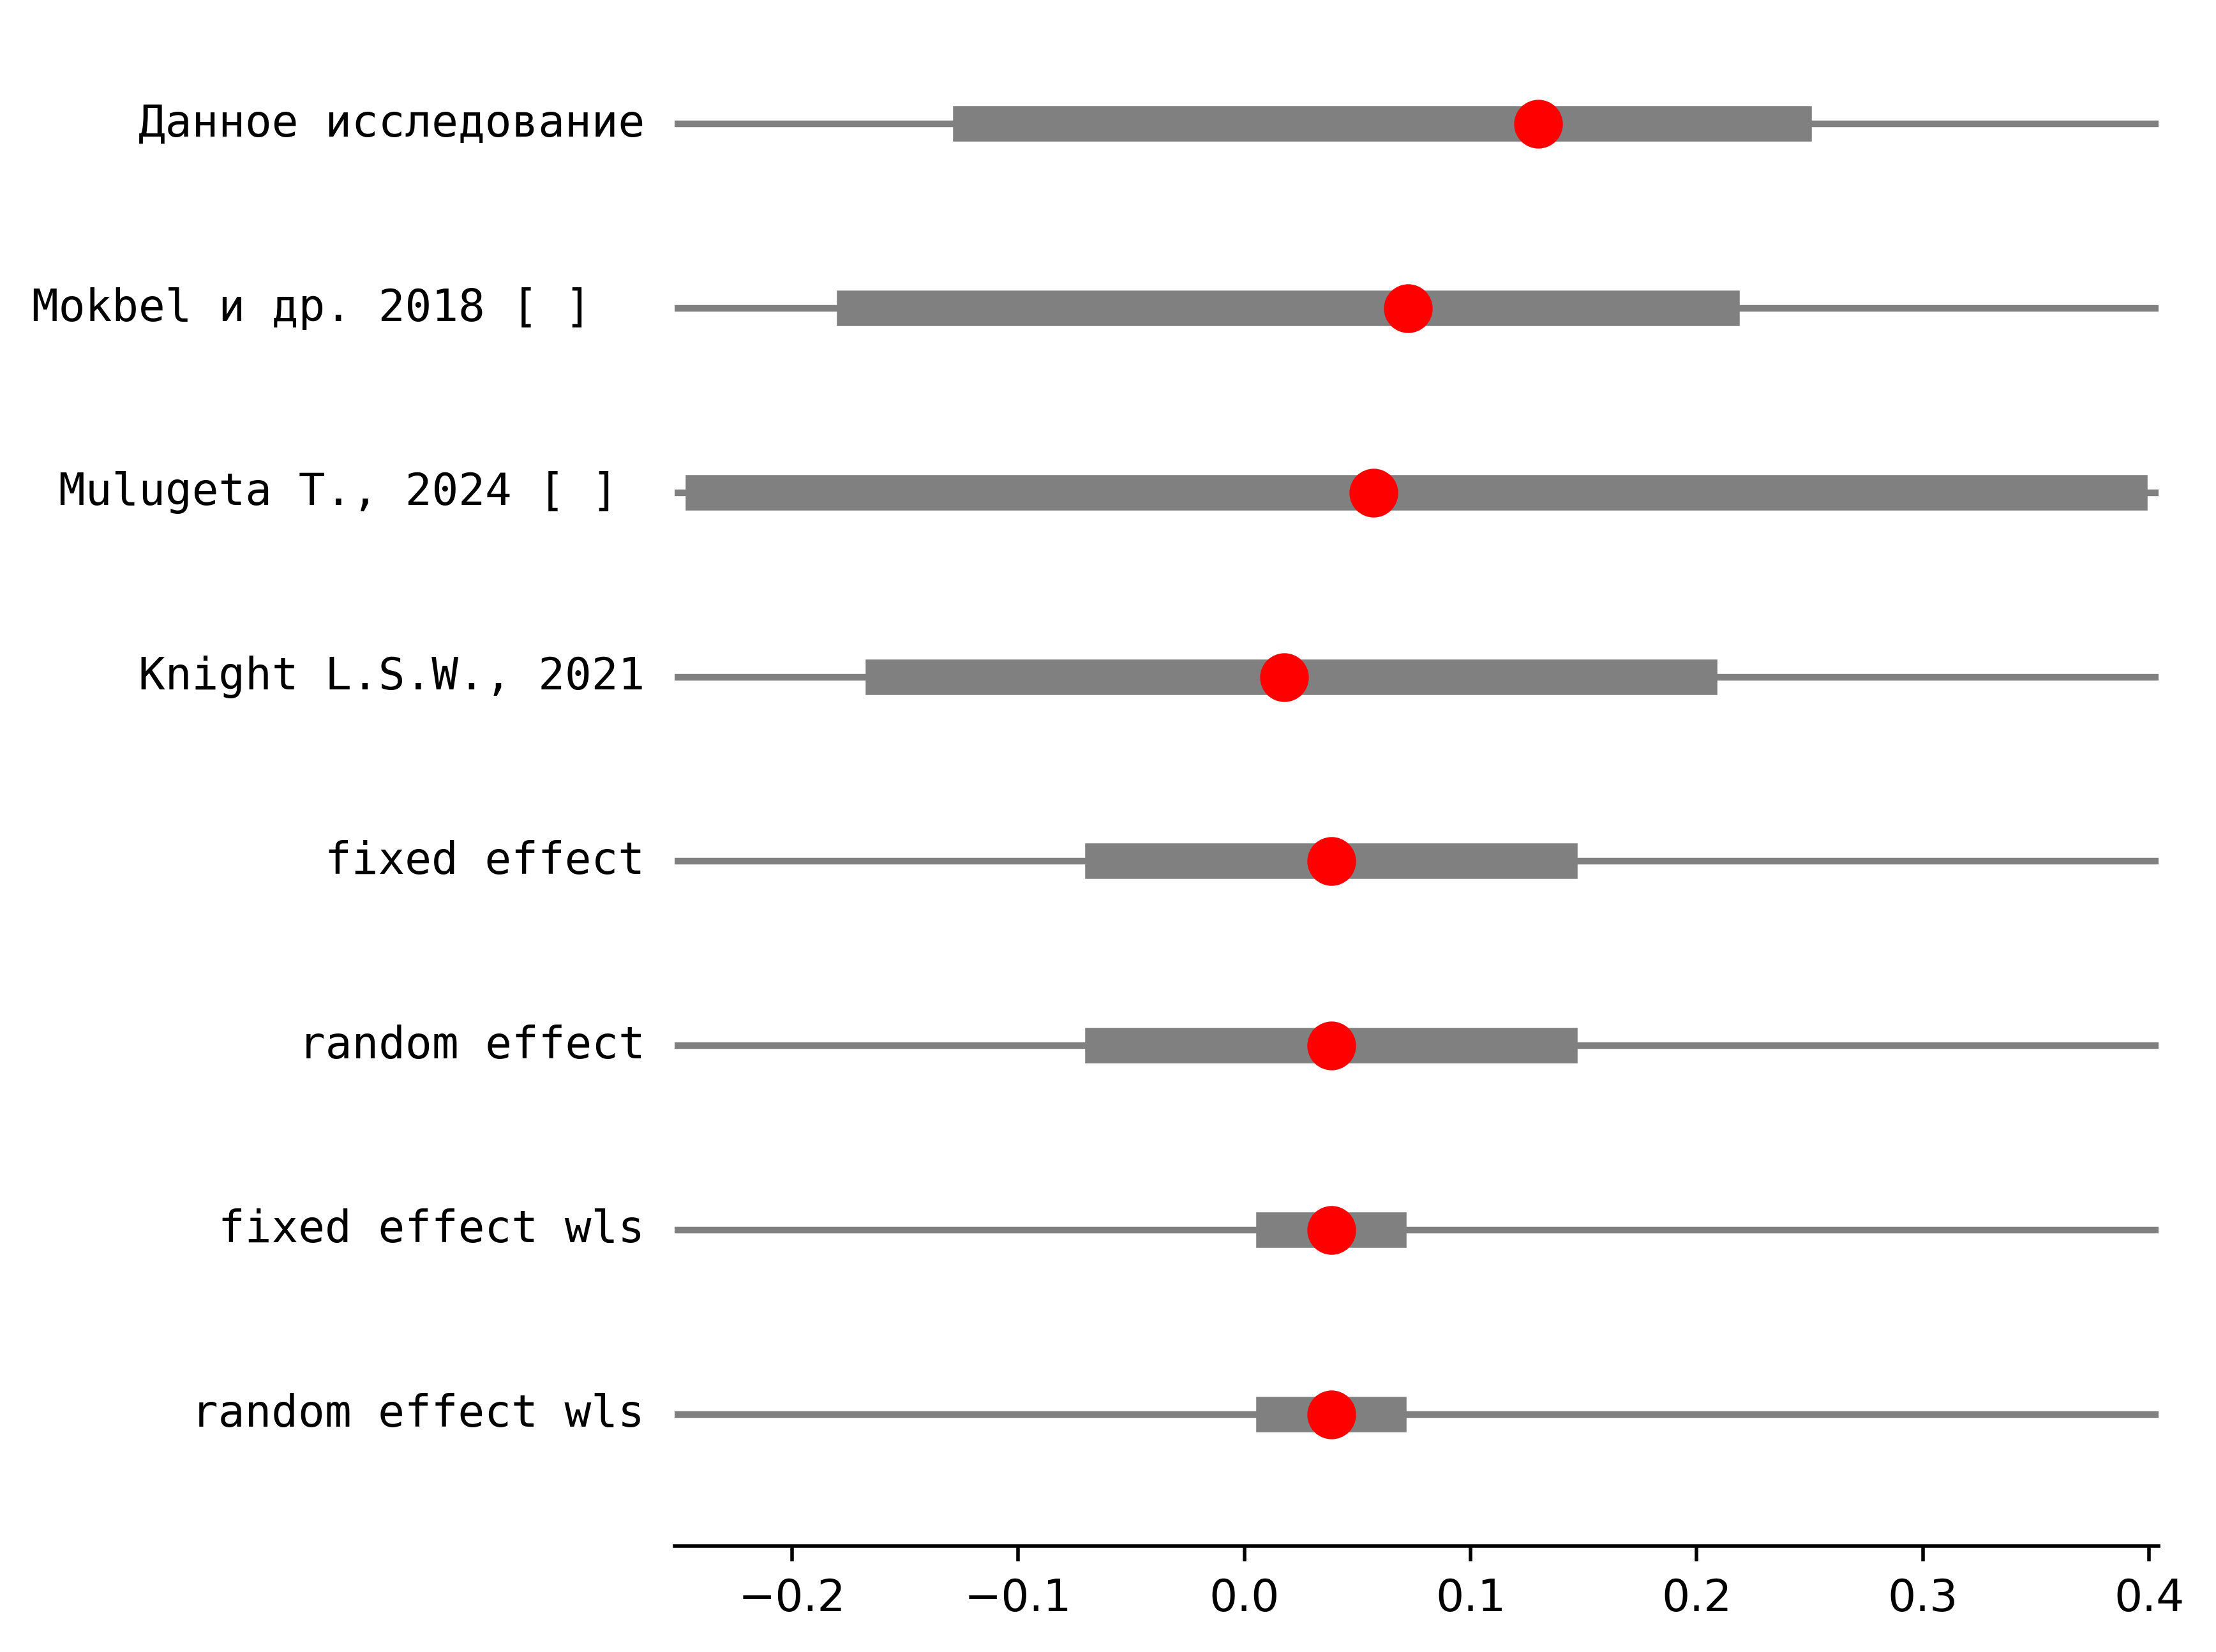 Данное исследование
Mokbel и др. 2018 [ ]
Mulugeta T., 2024 [ ]
Knight L.S.W., 2021
fixed effect
random effect
fixed effect wls
random effect wls
−0.2 −0.1 0.0 0.1 0.2 0.3 0.4